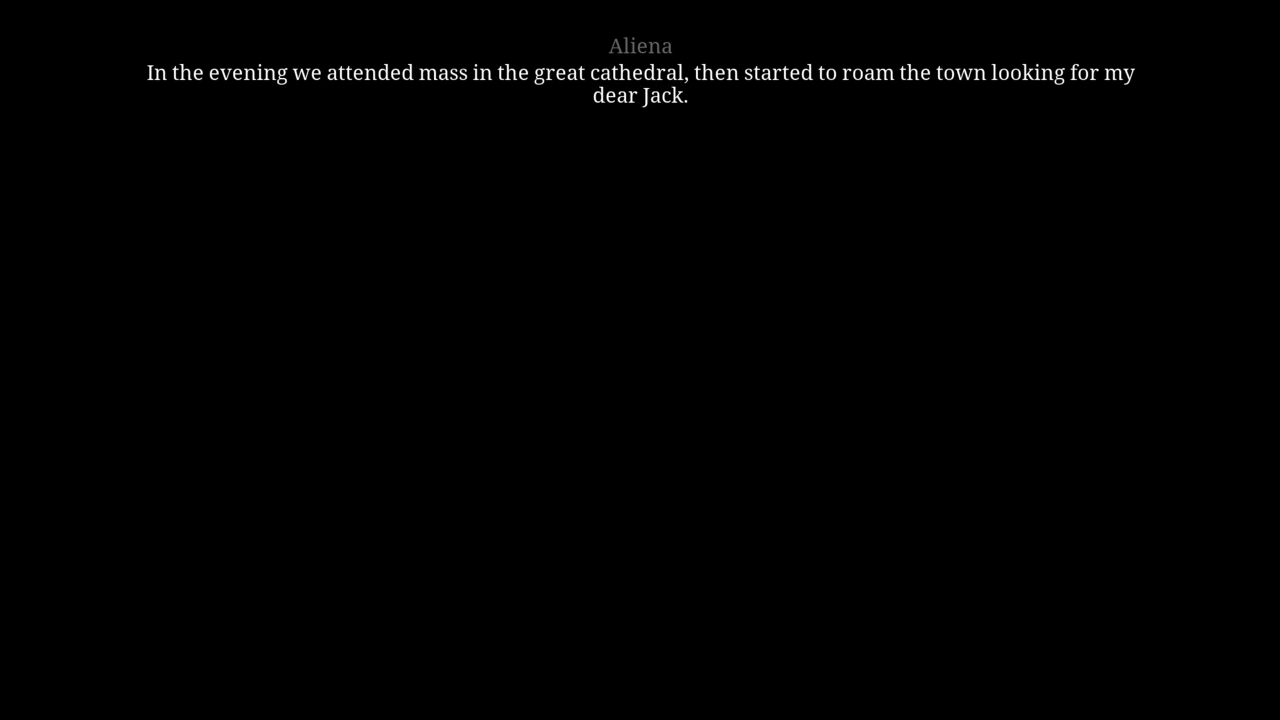 Aliena
In the evening we attended mass in the great cathedral, then started to roam the town looking for my
dear Jack.